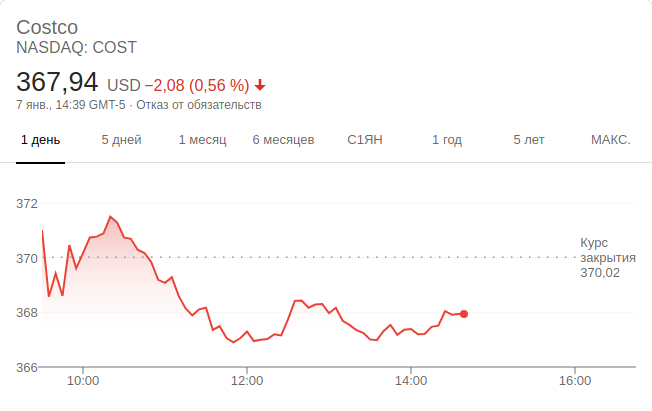 Costco
NASDAQ: COST
367,94 USD −2,08 (0,56 %)
7 янв., 14:39 GMT-5 · Отказ от обязательств
1 день 5 дней 1 месяц 6 месяцев С1ЯН 1 год 5 лет МАКС.
372
370
368
366
Курс
закрытия
370,02
10:00 12:00 14:00 16:00